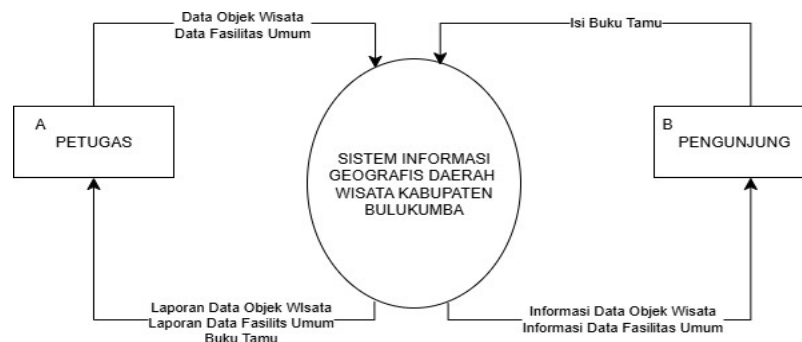 Data Objek Wisata
Data Fasilitas Umum
Isi Buku Tamu
A
PETUGAS
SISTEM INFORMASI
GEOGRAFIS DAERAH
WISATA KABUPATEN
BULUKUMBA
B
PENGUNJUNG
Laporan Data Objek WIsata
Laporan Data Fasilits Umum
Buku Tamu
Informasi Data Objek Wisata
Informasi Data Fasilitas Umum